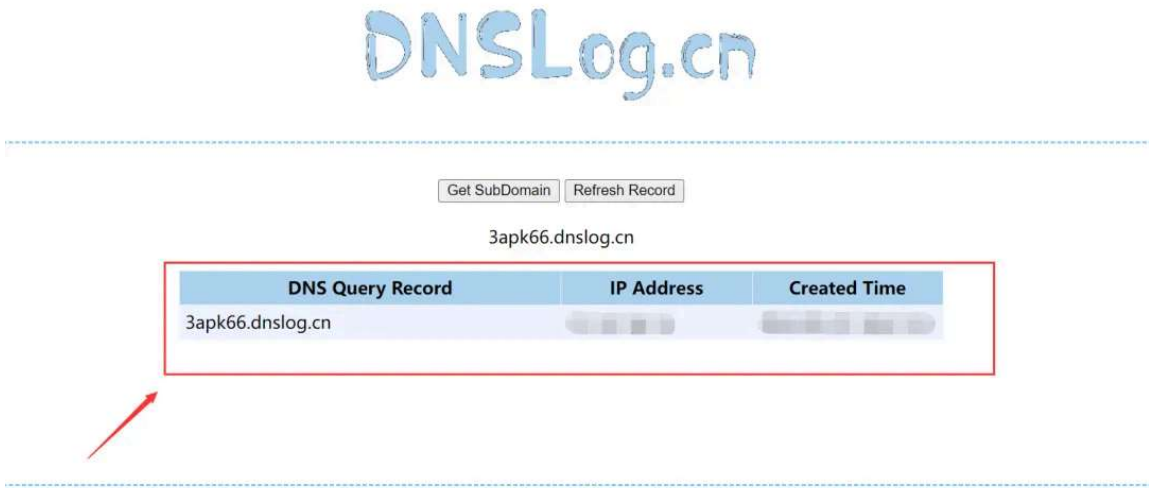 DNSLog.cn
Get SubDomain Refresh Record
3apk66.dnslog.cn
DNS Query Record IP Address Created Time
3apk66.dnslog.cn